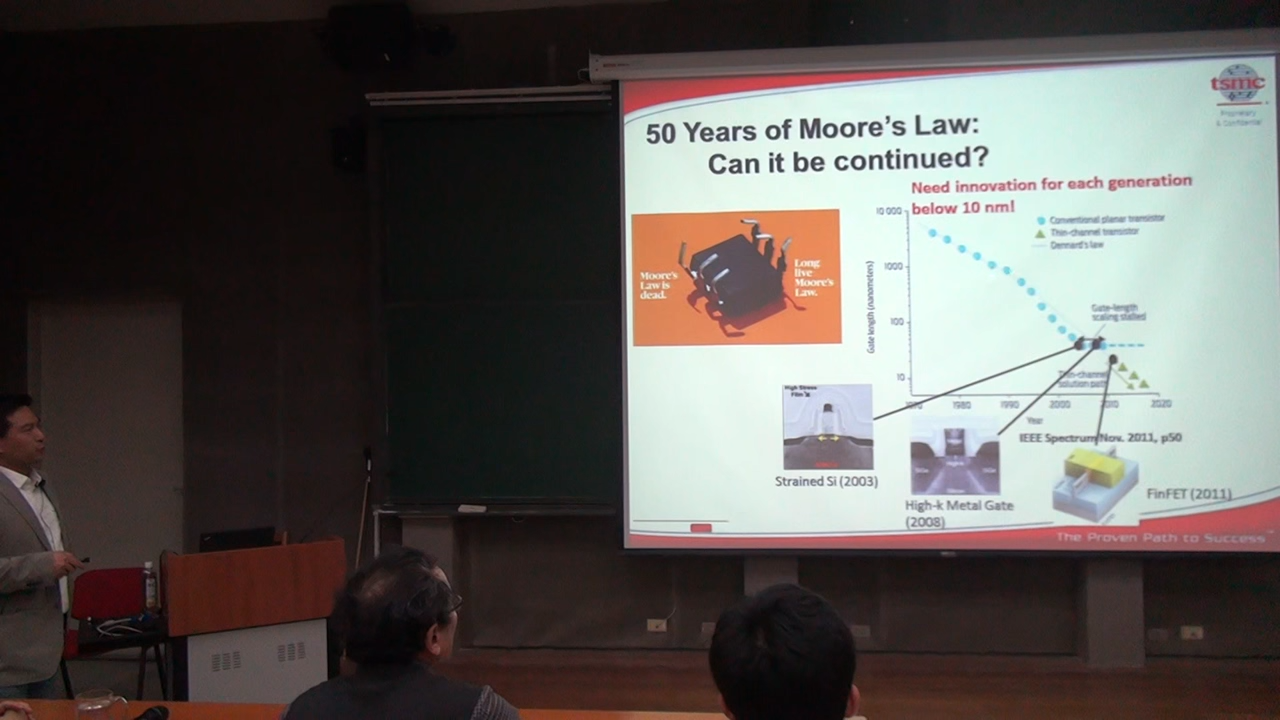 tsmc
Proprietary
& Confidential
50 Years of Moore's Law:
Can it be continued?
Need innovation for each generation
below 10 nm!
Moore's
Law is
dead.
Long
live
Moore's
Law.
Conventional planar transistor
Thin-channel transistor
Dennard's law
10 000
1000
100
10
Gate length (nanometers)
Gate-length
scaling stalled
Thin-channel
solution path
1980
1990
2000
2010
2020
Year
IEEE Spectrum Nov. 2011, p50
High Stress
Film
Strained Si (2003)
High-k Metal Gate
(2008)
FinFET (2011)
The Proven Path to Success